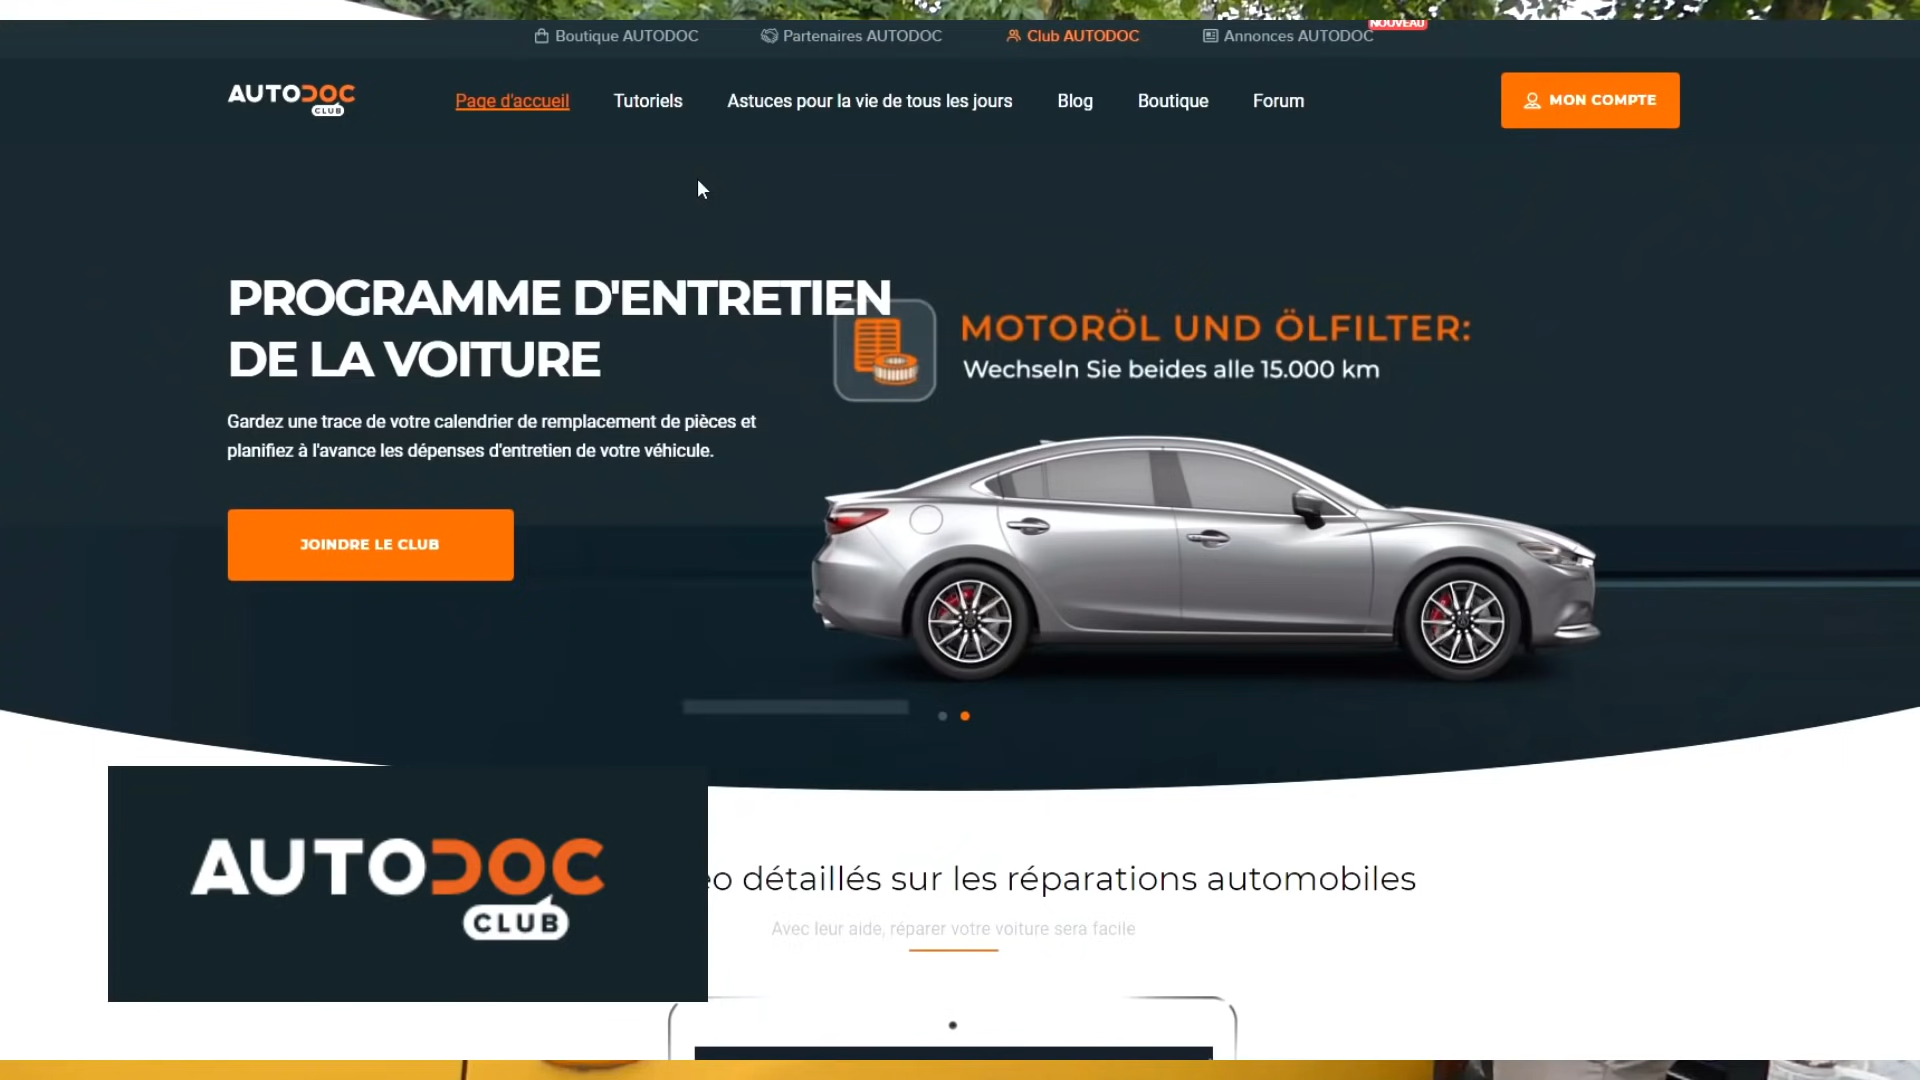 Boutique AUTODOC
Partenaires AUTODOC
Club AUTODOC
Annonces AUTODOC
NOUVEAU
AUTODOC
CLUB
Page d'accueil
Tutoriels
Astuces pour la vie de tous les jours
Blog
Boutique
Forum
MON COMPTE
PROGRAMME D'ENTRETIEN
DE LA VOITURE
Gardez une trace de votre calendrier de remplacement de pièces et
planifiez à l'avance les dépenses d'entretien de votre véhicule.
JOINDRE LE CLUB
MOTORÖL UND ÖLFILTER:
Wechseln Sie beides alle 15.000 km
AUTODOC
CLUB
détaillés sur les réparations automobiles
Avec leur aide, réparer votre voiture sera facile